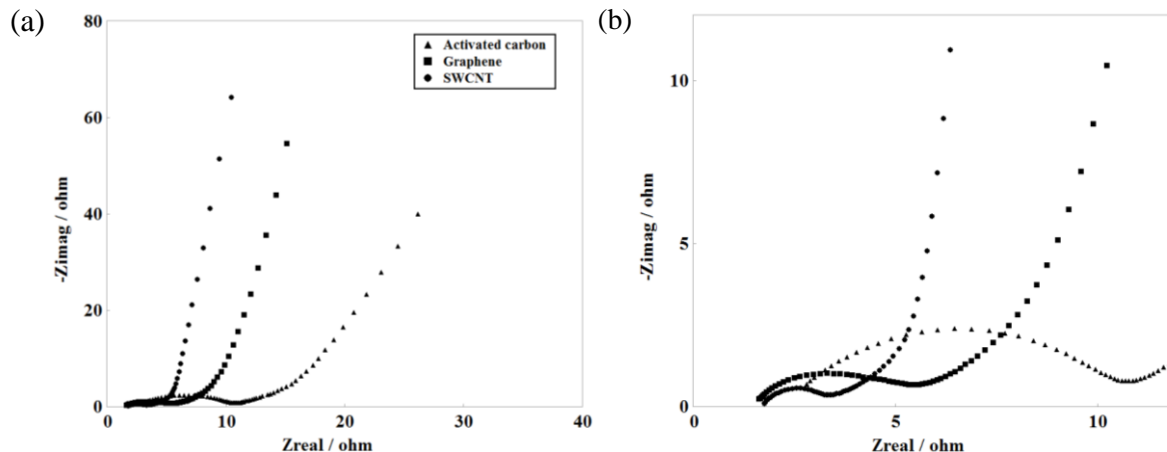 (a)
80
60
40
20
0
-Zimag / ohm
Activated carbon
Graphene
SWCNT
0 10 20 30 40
Zreal / ohm
(b)
10
5
0
-Zimag / ohm
0 5 10
Zreal / ohm